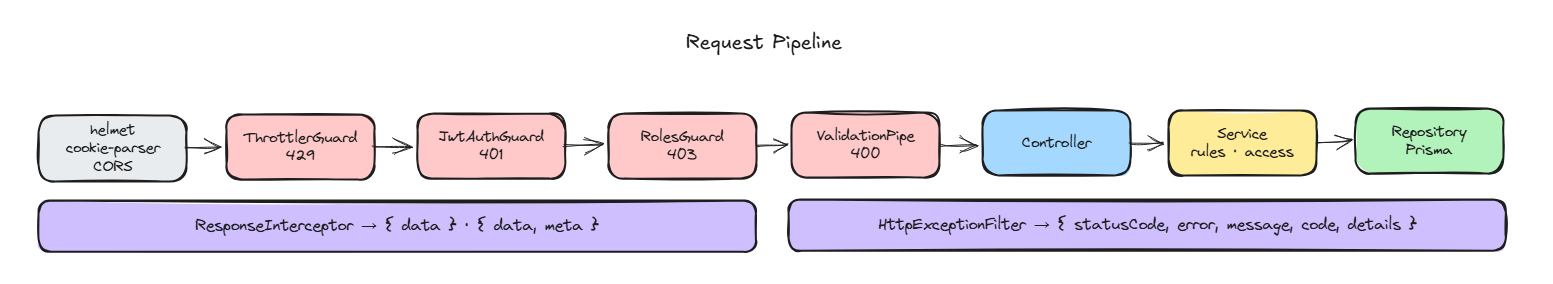 Request Pipeline
helmet
cookie-parser
CORS
ThrottlerGuard
429
JwtAuthGuard
401
RolesGuard
403
ValidationPipe
400
Controller
Service
rules · access
Repository
Prisma
ResponseInterceptor → { data } · { data, meta }
HttpExceptionFilter → { statusCode, error, message, code, details }